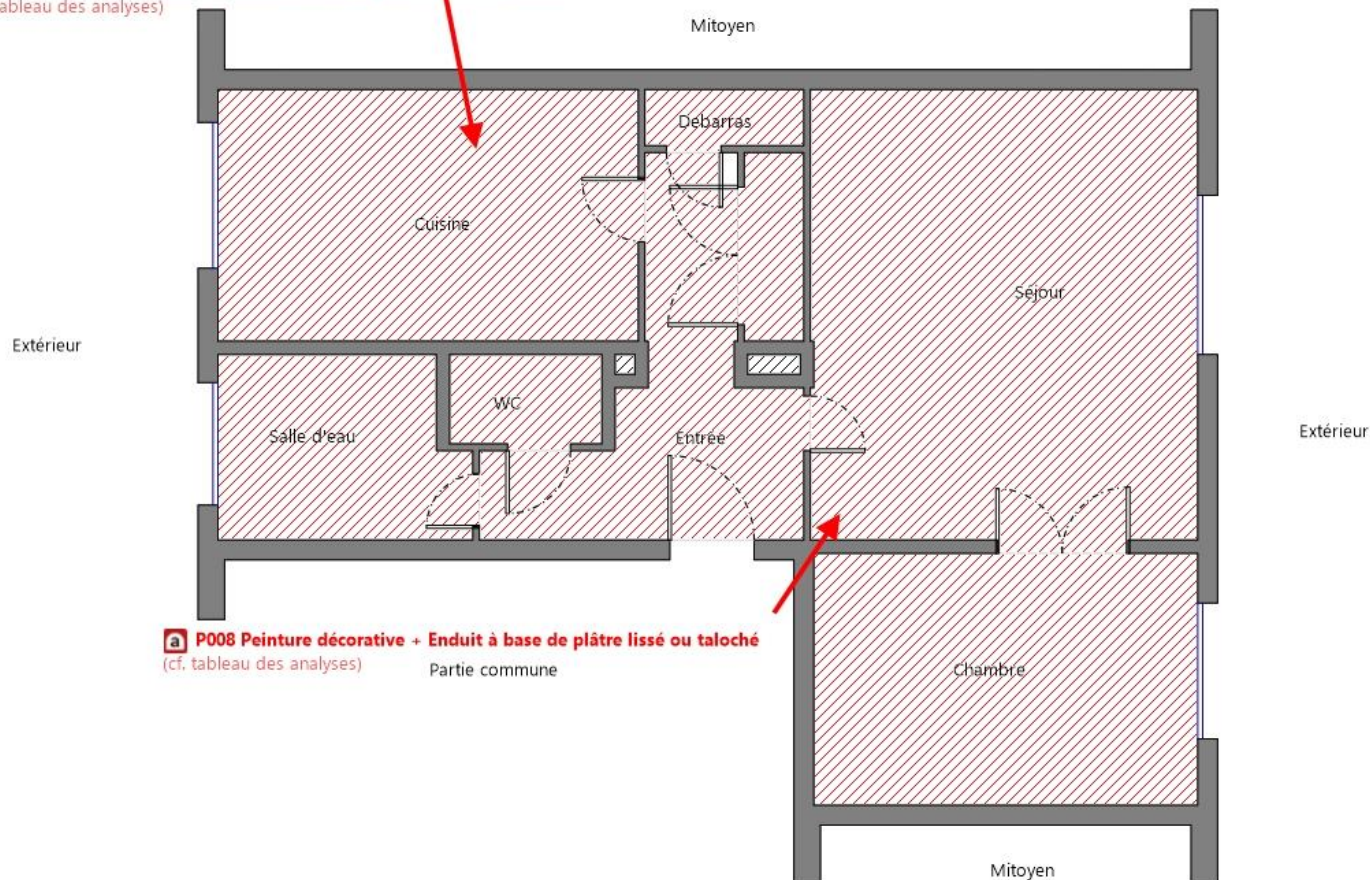 tableau des analyses)
Mitoyen
Débarras
Cuisine
Séjour
Extérieur
WC
Salle d'eau
Entrée
Extérieur
a P008 Peinture décorative + Enduit à base de plâtre lissé ou taloché
(cf. tableau des analyses)
Partie commune
Chambre
Mitoyen